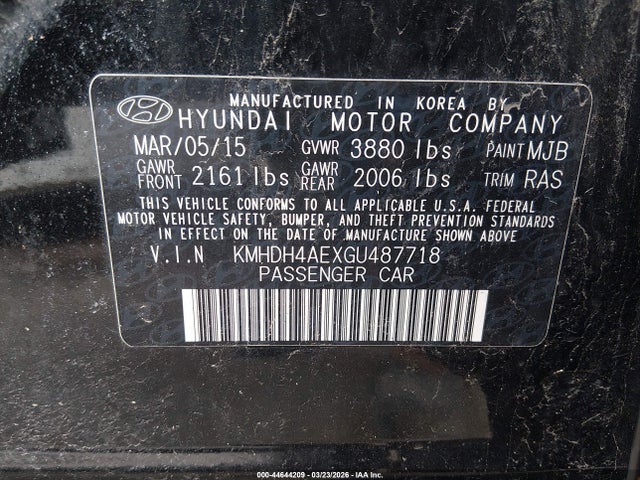 MANUFACTURED IN KOREA BY
HYUNDAI MOTOR COMPANY
MAR/05/15 GVWR 3880 lbs PAINT MJB
GAWR FRONT 2161 lbs GAWR REAR 2006 lbs TRIM RAS
THIS VEHICLE CONFORMS TO ALL APPLICABLE U.S.A. FEDERAL
MOTOR VEHICLE SAFETY, BUMPER, AND THEFT PREVENTION STANDARDS
IN EFFECT ON THE DATE OF MANUFACTURE SHOWN ABOVE
V.I.N KMHDH4AEXGU487718
PASSENGER CAR
000-44644209 - 03/23/2026 - IAA Inc.